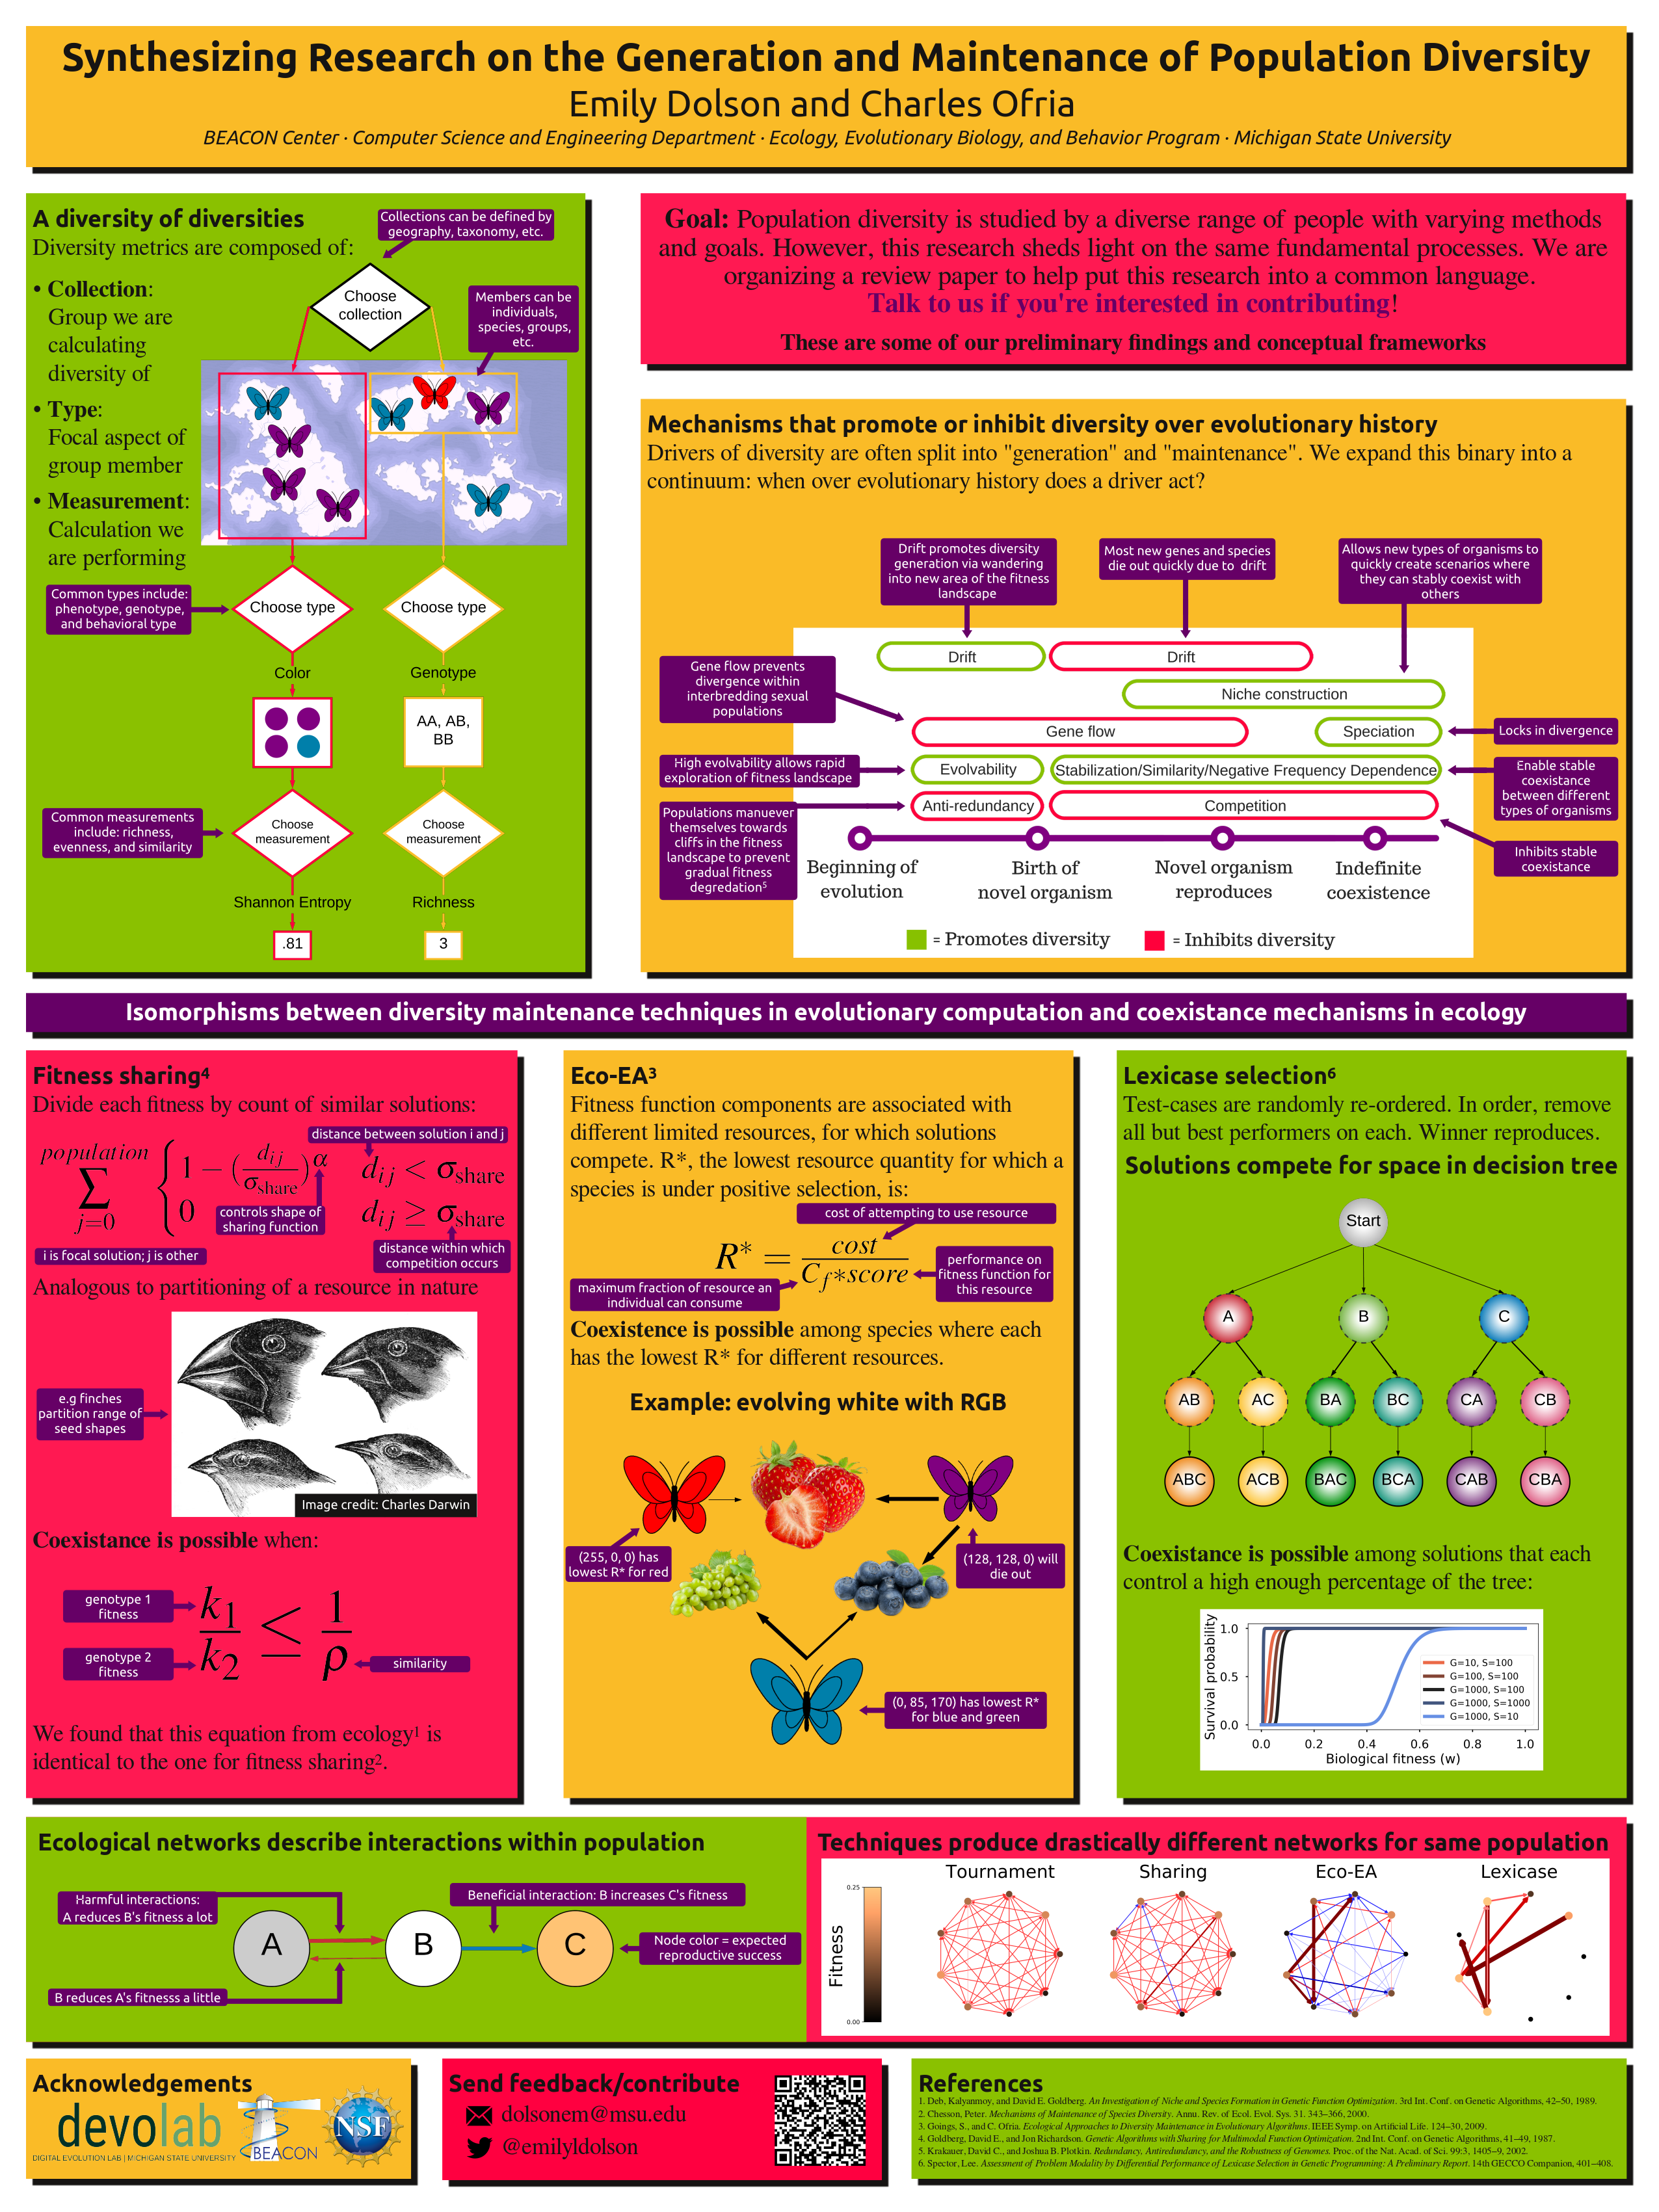 Synthesizing Research on the Generation and Maintenance of Population Diversity
Emily Dolson and Charles Ofria
BEACON Center · Computer Science and Engineering Department · Ecology, Evolutionary Biology, and Behavior Program · Michigan State University
A diversity of diversities
Diversity metrics are composed of:
• Collection:
Group we are
calculating
diversity of
• Type:
Focal aspect of
group member
• Measurement:
Calculation we
are performing
Collections can be defined by
geography, taxonomy, etc.
Choose
collection
Members can be
individuals,
species, groups,
etc.
Common types include:
phenotype, genotype,
and behavioral type
Choose type
Choose type
Color
Genotype
AA, AB,
BB
Common measurements
include: richness,
evenness, and similarity
Choose
measurement
Choose
measurement
Shannon Entropy
Richness
.81
3
Goal: Population diversity is studied by a diverse range of people with varying methods
and goals. However, this research sheds light on the same fundamental processes. We are
organizing a review paper to help put this research into a common language.
Talk to us if you're interested in contributing!
These are some of our preliminary findings and conceptual frameworks
Mechanisms that promote or inhibit diversity over evolutionary history
Drivers of diversity are often split into "generation" and "maintenance". We expand this binary into a
continuum: when over evolutionary history does a driver act?
Drift promotes diversity
generation via wandering
into new area of the fitness
landscape
Most new genes and species
die out quickly due to drift
Allows new types of organisms to
quickly create scenarios where
they can stably coexist with
others
Gene flow prevents
divergence within
interbredding sexual
populations
High evolvability allows rapid
exploration of fitness landscape
Populations manuever
themselves towards
cliffs in the fitness
landscape to prevent
gradual fitness
degredation5
Drift
Drift
Niche construction
Gene flow
Speciation
Evolvability
Stabilization/Similarity/Negative Frequency Dependence
Anti-redundancy
Competition
Locks in divergence
Enable stable
coexistance
between different
types of organisms
Inhibits stable
coexistance
Beginning of
evolution
Birth of
novel organism
Novel organism
reproduces
Indefinite
coexistence
= Promotes diversity
= Inhibits diversity
Isomorphisms between diversity maintenance techniques in evolutionary computation and coexistance mechanisms in ecology
Fitness sharing4
Divide each fitness by count of similar solutions:
distance between solution i and j
population
∑
j=0
{ 1 − (dij/σshare)α   dij < σshare
0   dij ≥ σshare
controls shape of
sharing function
i is focal solution; j is other
distance within which
competition occurs
Analogous to partitioning of a resource in nature
e.g finches
partition range of
seed shapes
Image credit: Charles Darwin
Coexistance is possible when:
genotype 1
fitness
genotype 2
fitness
k1/k2 ≤ 1/ρ
similarity
We found that this equation from ecology1 is
identical to the one for fitness sharing2.
Eco-EA3
Fitness function components are associated with
different limited resources, for which solutions
compete. R*, the lowest resource quantity for which a
species is under positive selection, is:
cost of attempting to use resource
R* = cost/Cf*score
maximum fraction of resource an
individual can consume
performance on
fitness function for
this resource
Coexistence is possible among species where each
has the lowest R* for different resources.
Example: evolving white with RGB
(255, 0, 0) has
lowest R* for red
(128, 128, 0) will
die out
(0, 85, 170) has lowest R*
for blue and green
Lexicase selection6
Test-cases are randomly re-ordered. In order, remove
all but best performers on each. Winner reproduces.
Solutions compete for space in decision tree
Start
A
B
C
AB
AC
BA
BC
CA
CB
ABC
ACB
BAC
BCA
CAB
CBA
Coexistance is possible among solutions that each
control a high enough percentage of the tree:
Survival probability
1.0
0.5
0.0
G=10, S=100
G=100, S=100
G=1000, S=100
G=1000, S=1000
G=1000, S=10
0.0 0.2 0.4 0.6 0.8 1.0
Biological fitness (w)
Ecological networks describe interactions within population
Harmful interactions:
A reduces B's fitness a lot
Beneficial interaction: B increases C's fitness
A
B
C
Node color = expected
reproductive success
B reduces A's fitnesss a little
Techniques produce drastically different networks for same population
Tournament
Sharing
Eco-EA
Lexicase
Fitness
0.25
0.00
Acknowledgements
devolab
DIGITAL EVOLUTION LAB | MICHIGAN STATE UNIVERSITY
BEACON
NSF
Send feedback/contribute
dolsonem@msu.edu
@emilyldolson
References
1. Deb, Kalyanmoy, and David E. Goldberg. An Investigation of Niche and Species Formation in Genetic Function Optimization. 3rd Int. Conf. on Genetic Algorithms, 42–50, 1989.
2. Chesson, Peter. Mechanisms of Maintenance of Species Diversity. Annu. Rev. of Ecol. Evol. Sys. 31. 343–366, 2000.
3. Goings, S., and C. Ofria. Ecological Approaches to Diversity Maintenance in Evolutionary Algorithms. IEEE Symp. on Artificial Life. 124–30, 2009.
4. Goldberg, David E., and Jon Richardson. Genetic Algorithms with Sharing for Multimodal Function Optimization. 2nd Int. Conf. on Genetic Algorithms, 41–49, 1987.
5. Krakauer, David C., and Joshua B. Plotkin. Redundancy, Antiredundancy, and the Robustness of Genomes. Proc. of the Nat. Acad. of Sci. 99:3, 1405–9, 2002.
6. Spector, Lee. Assessment of Problem Modality by Differential Performance of Lexicase Selection in Genetic Programming: A Preliminary Report. 14th GECCO Companion, 401–408.